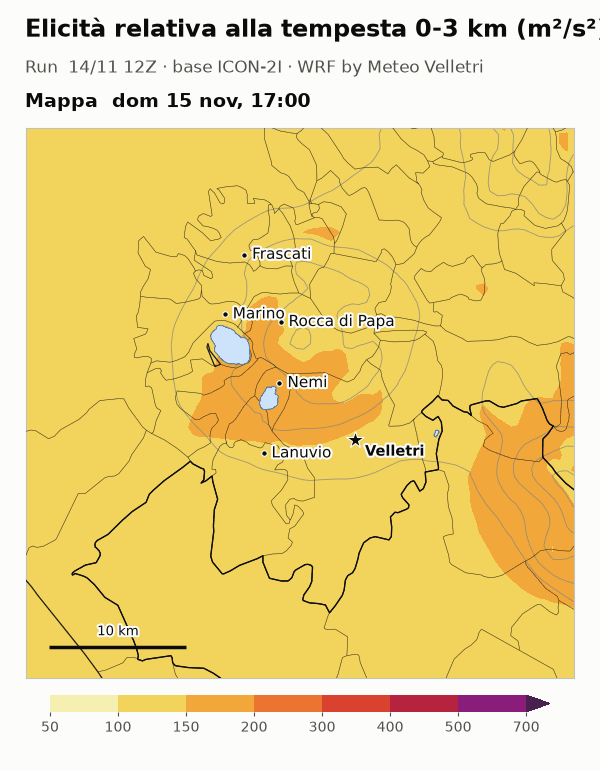 Elicità relativa alla tempesta 0-3 km (m²/s²)
Run 14/11 12Z · base ICON-2I · WRF by Meteo Velletri
Mappa dom 15 nov, 17:00
Frascati
Marino
Rocca di Papa
Nemi
Lanuvio
Velletri
10 km
50 100 150 200 300 400 500 700